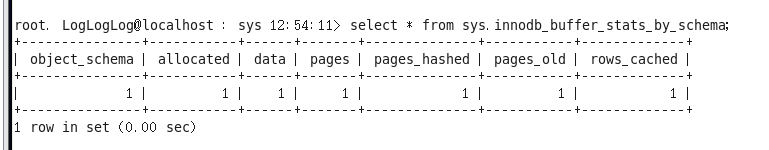 root. LogLogLog@localhost : sys 12:54:11> select * from sys.innodb_buffer_stats_by_schema;
+---------------+-----------+------+-------+--------------+-----------+-------------+
| object_schema | allocated | data | pages | pages_hashed | pages_old | rows_cached |
+---------------+-----------+------+-------+--------------+-----------+-------------+
|             1 |         1 |    1 |     1 |            1 |         1 |           1 |
+---------------+-----------+------+-------+--------------+-----------+-------------+
1 row in set (0.00 sec)